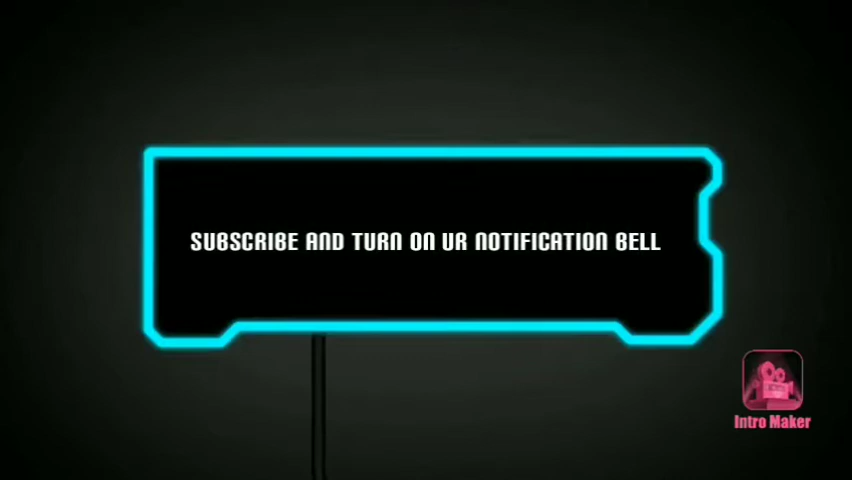 SUBSCRIBE AND TURN ON UR NOTIFICATION BELL
Intro Maker